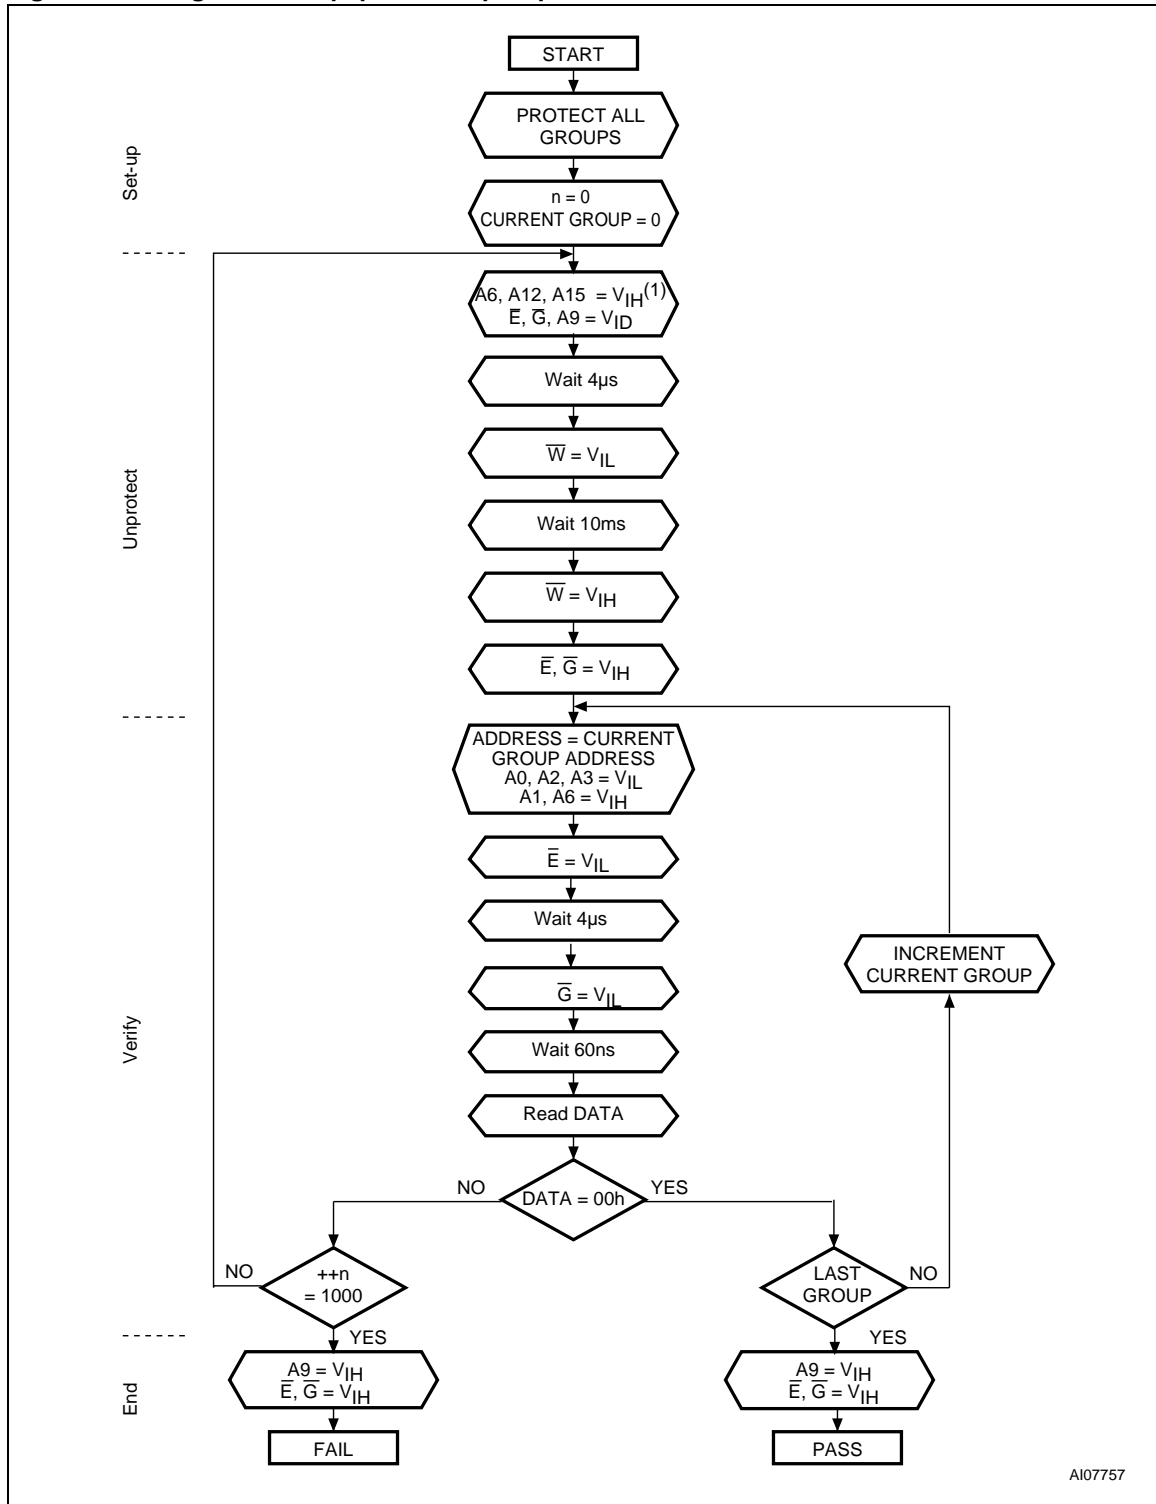 START
PROTECT ALL
GROUPS
Set-up
n = 0
CURRENT GROUP = 0
A6, A12, A15 = VIH(1)
E̅, G̅, A9 = VID
Wait 4µs
W̅ = VIL
Unprotect
Wait 10ms
W̅ = VIH
E̅, G̅ = VIH
ADDRESS = CURRENT
GROUP ADDRESS
A0, A2, A3 = VIL
A1, A6 = VIH
E̅ = VIL
Wait 4µs
INCREMENT
CURRENT GROUP
G̅ = VIL
Verify
Wait 60ns
Read DATA
NO
DATA = 00h
YES
NO
++n
= 1000
LAST
GROUP
NO
YES
YES
End
A9 = VIH
E̅, G̅ = VIH
A9 = VIH
E̅, G̅ = VIH
FAIL
PASS
AI07757